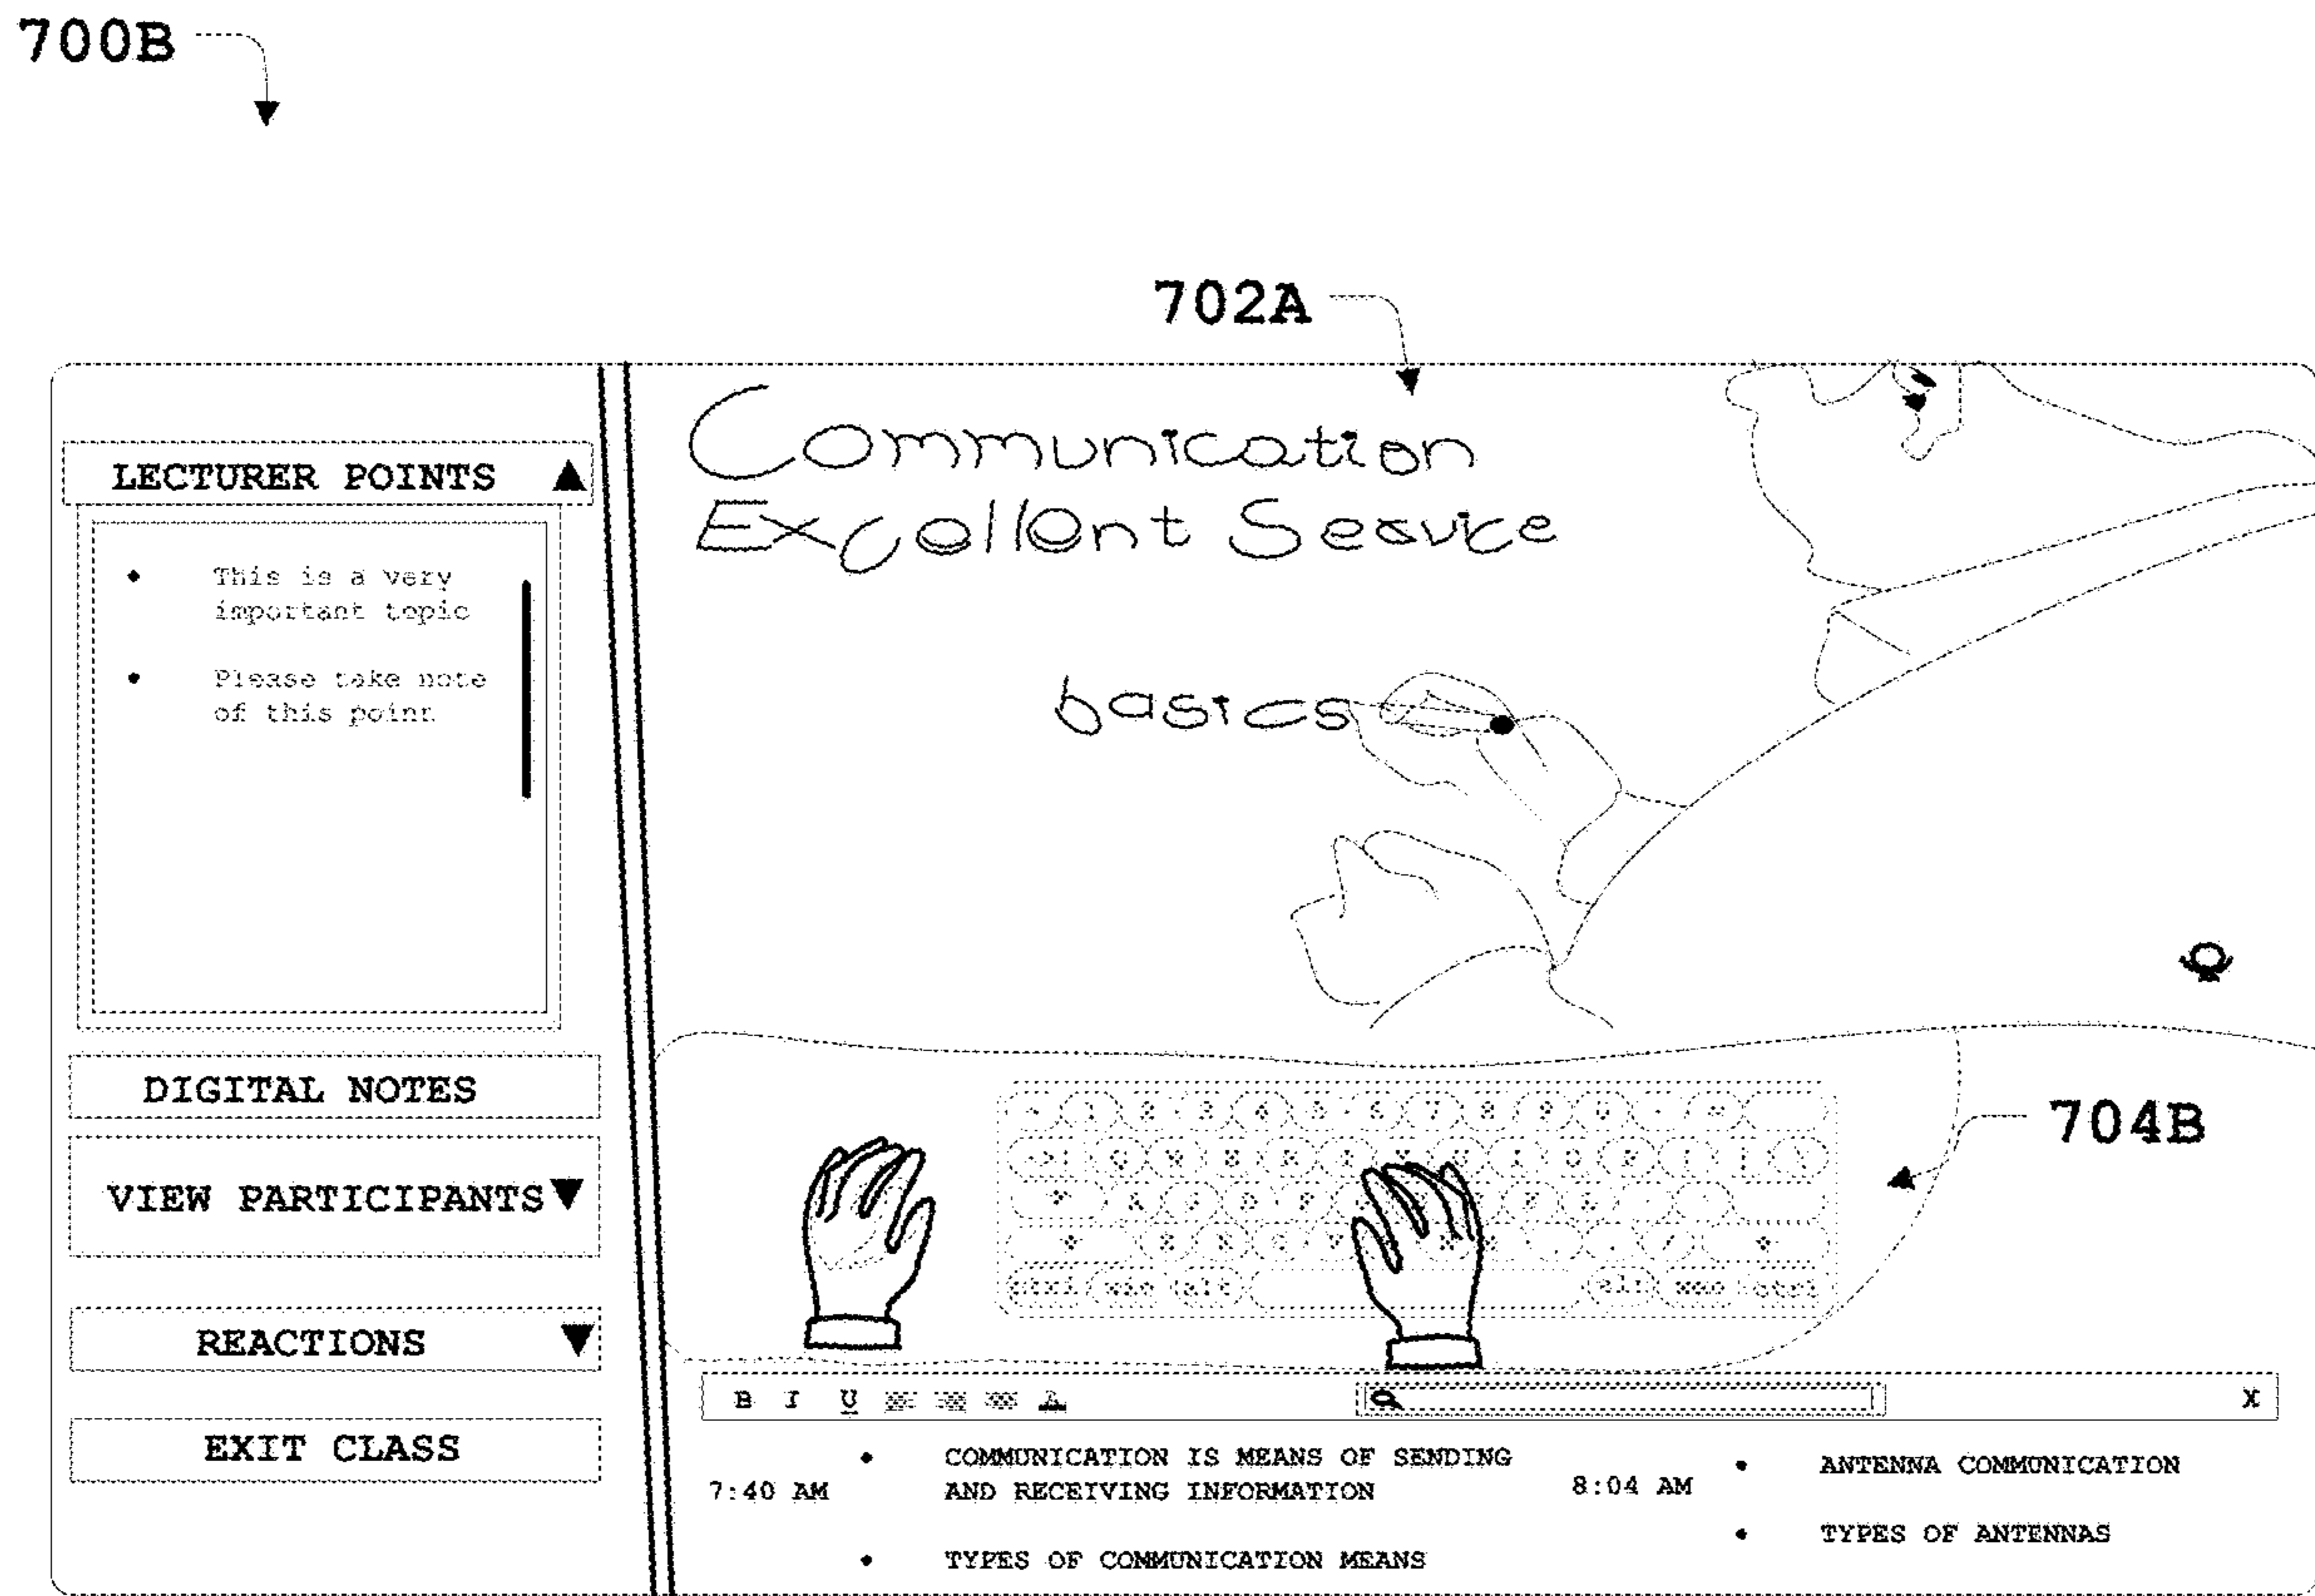 700B
702A
LECTURER POINTS
• This is a very
important topic
• Please take note
of this poinr
DIGITAL NOTES
VIEW PARTICIPANTS
REACTIONS
EXIT CLASS
Communication
Excellent Seavice
basics
704B
B I U A X
7:40 AM
• COMMUNICATION IS MEANS OF SENDING
AND RECEIVING INFORMATION
• TYPES OF COMMUNICATION MEANS
8:04 AM
• ANTENNA COMMUNICATION
• TYPES OF ANTENNAS